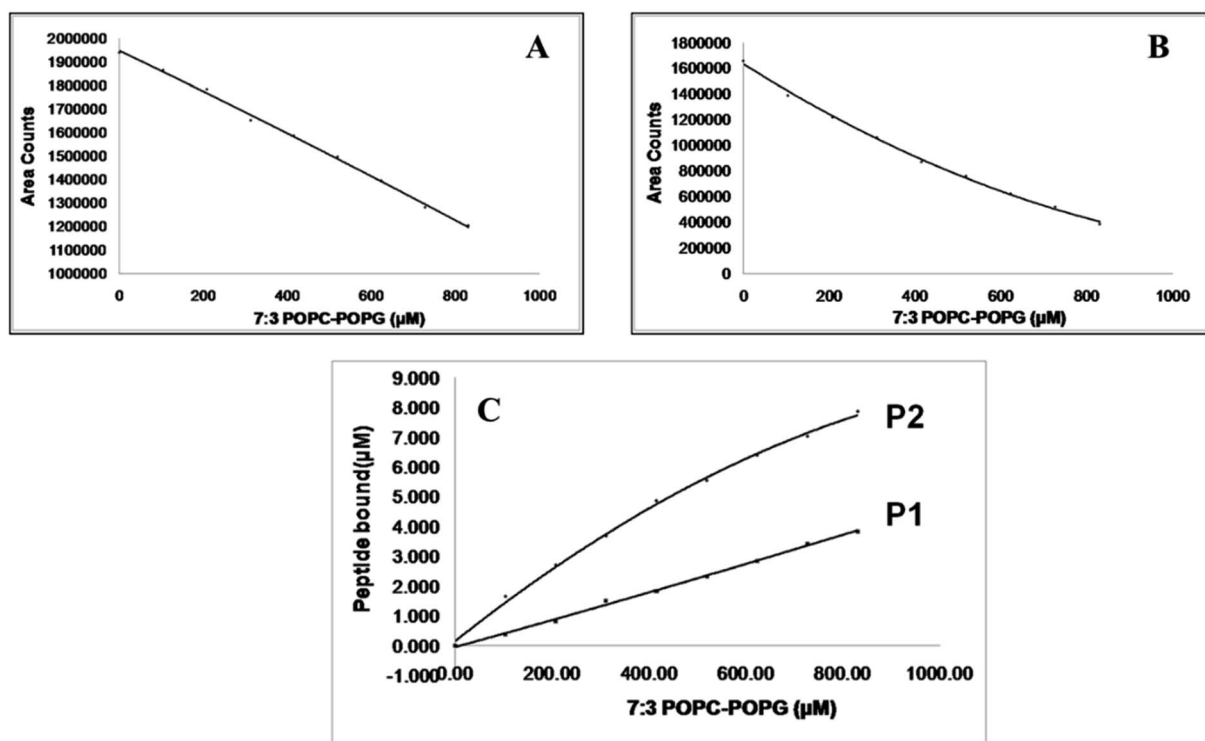 A
2000000
1900000
1800000
1700000
1600000
1500000
1400000
1300000
1200000
1100000
1000000
Area Counts
0 200 400 600 800 1000
7:3 POPC-POPG (µM)
B
1800000
1600000
1400000
1200000
1000000
800000
600000
400000
200000
0
Area Counts
0 200 400 600 800 1000
7:3 POPC-POPG (µM)
C
9.000
8.000
7.000
6.000
5.000
4.000
3.000
2.000
1.000
0.000
-1.000
Peptide bound(µM)
P2
P1
0.00 200.00 400.00 600.00 800.00 1000.00
7:3 POPC-POPG (µM)